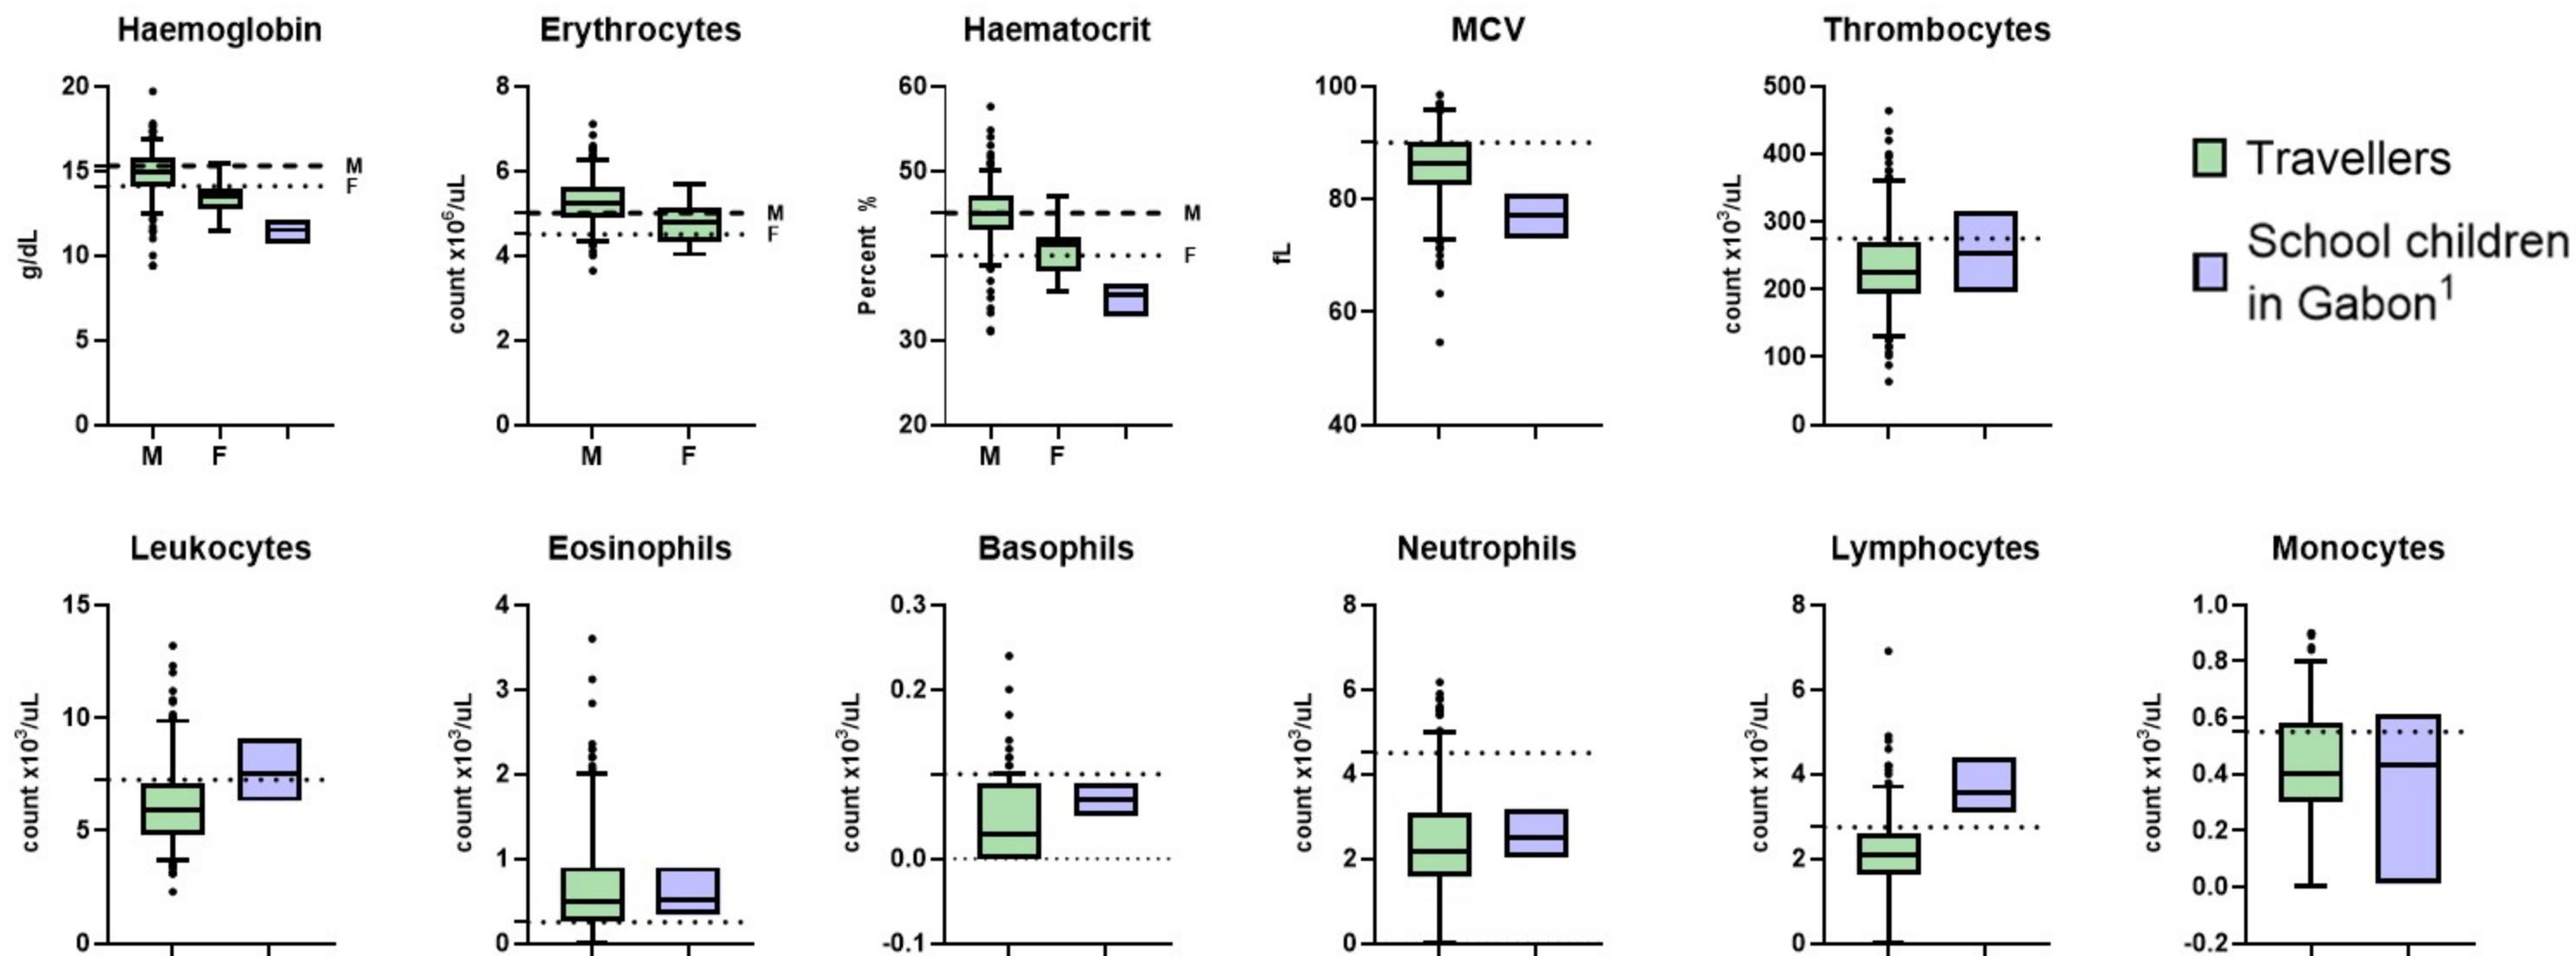 Haemoglobin
20
15
10
5
0
g/dL
M
F
M F
Erythrocytes
8
6
4
2
0
count x10⁶/uL
M
F
M F
Haematocrit
60
50
30
20
Percent %
M
F
M F
MCV
100
80
60
40
fL
Thrombocytes
500
400
300
200
100
0
count x10³/uL
Travellers
School children
in Gabon¹
Leukocytes
15
10
5
0
count x10³/uL
Eosinophils
4
3
2
1
0
count x10³/uL
Basophils
0.3
0.2
0.0
-0.1
count x10³/uL
Neutrophils
8
6
4
2
0
count x10³/uL
Lymphocytes
8
6
4
2
0
count x10³/uL
Monocytes
1.0
0.8
0.6
0.4
0.2
0.0
-0.2
count x10³/uL